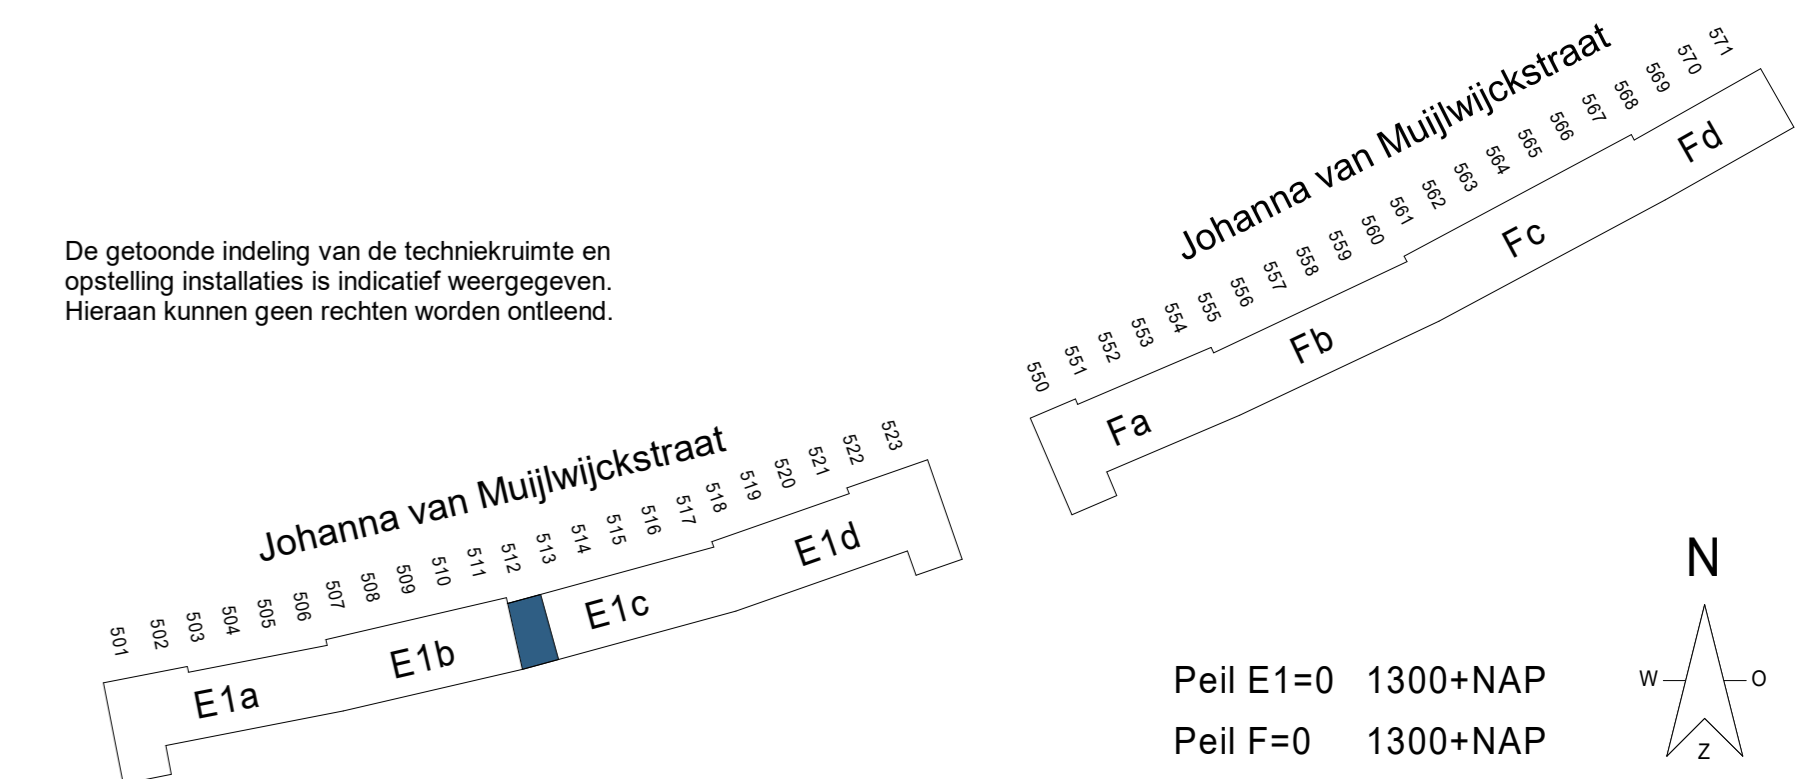 Johanna van Muijlwijckstraat
550 551 552 553 554 555 556 557 558 559 560 561 562 563 564 565 566 567 568 569 570 571
Fa Fb Fc Fd
De getoonde indeling van de techniekruimte en
opstelling installaties is indicatief weergegeven.
Hieraan kunnen geen rechten worden ontleend.
Johanna van Muijlwijckstraat
501 502 503 504 505 506 507 508 509 510 511 512 513 514 515 516 517 518 519 520 521 522 523
E1a E1b E1c E1d
Peil E1=0 1300+NAP
Peil F=0 1300+NAP
N
W O
Z